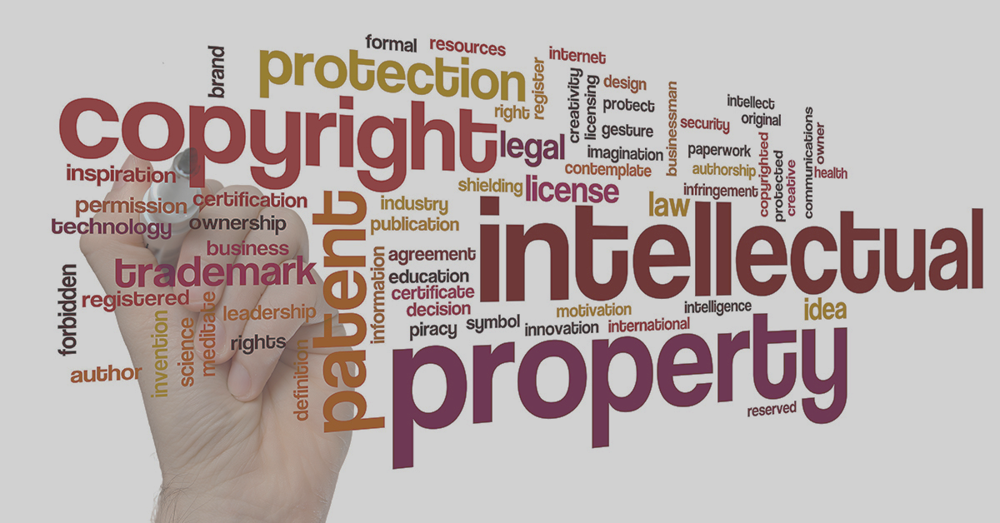 formal
resources
internet
brand
protection
register
creativity
licensing
design
businessman
intellect
copyright
right
protect
security
original
communications
owner
legal
gesture
imagination
paperwork
copyrighted
protected
creative
health
inspiration
contemplate
authorship
shielding
license
infringement
permission
certification
patent
industry
law
technology
ownership
publication
intellectual
business
trademark
information
agreement
education
forbidden
registered
certificate
leadership
decision
motivation
intelligence
idea
invention
science
meditate
rights
piracy
symbol
innovation
international
property
author
definition
reserved